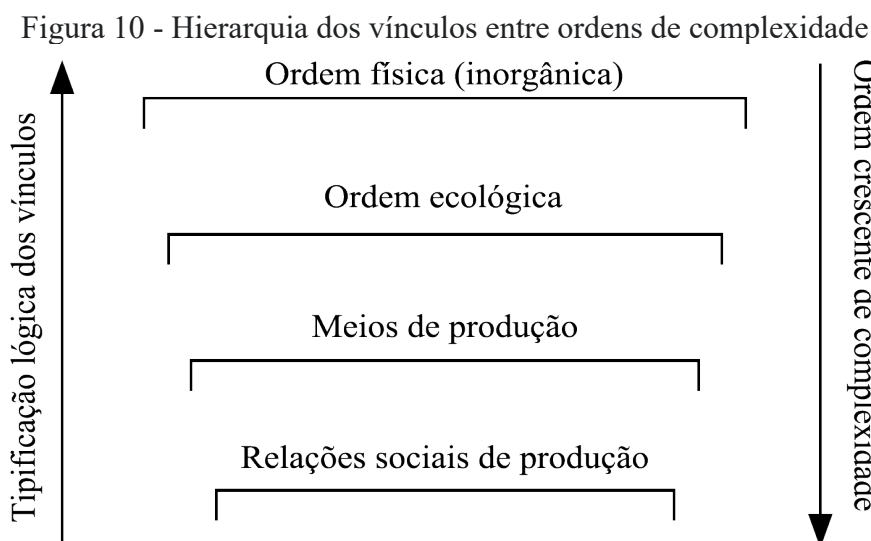 Figura 10 - Hierarquia dos vínculos entre ordens de complexidade
Ordem física (inorgânica)
Ordem ecológica
Meios de produção
Relações sociais de produção
Tipificação lógica dos vínculos
Ordem crescente de complexidade